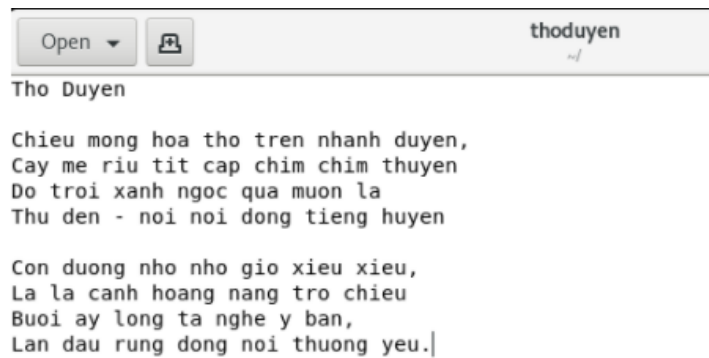 Open
thoduyen
~/
Tho Duyen
Chieu mong hoa tho tren nhanh duyen,
Cay me riu tit cap chim chim thuyen
Do troi xanh ngoc qua muon la
Thu den - noi noi dong tieng huyen
Con duong nho nho gio xieu xieu,
La la canh hoang nang tro chieu
Buoi ay long ta nghe y ban,
Lan dau rung dong noi thuong yeu.